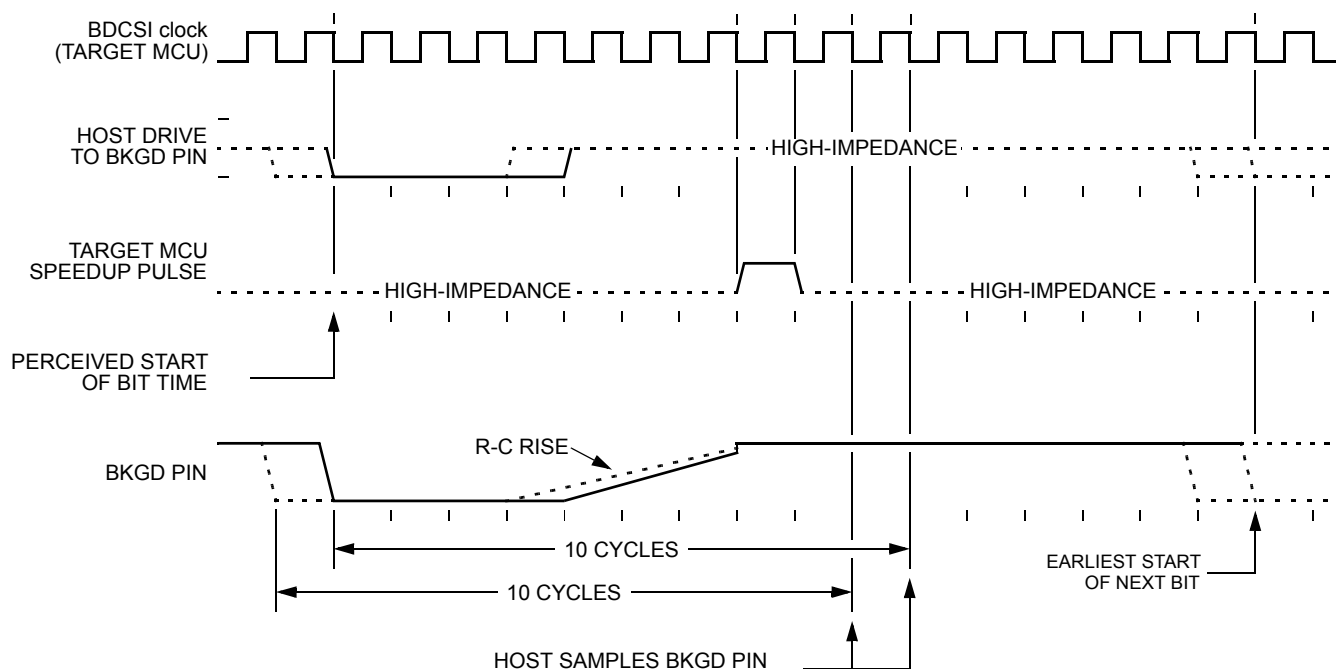 BDCSI clock
(TARGET MCU)
HOST DRIVE
TO BKGD PIN
HIGH-IMPEDANCE
TARGET MCU
SPEEDUP PULSE
HIGH-IMPEDANCE
HIGH-IMPEDANCE
PERCEIVED START
OF BIT TIME
R-C RISE
BKGD PIN
10 CYCLES
EARLIEST START
OF NEXT BIT
10 CYCLES
HOST SAMPLES BKGD PIN